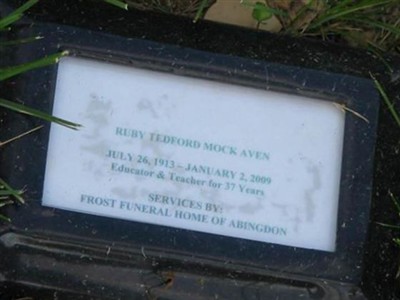 RUBY TEDFORD MOCK AVEN
JULY 26, 1913 – JANUARY 2, 2009
Educator & Teacher for 37 Years
SERVICES BY:
FROST FUNERAL HOME OF ABINGDON